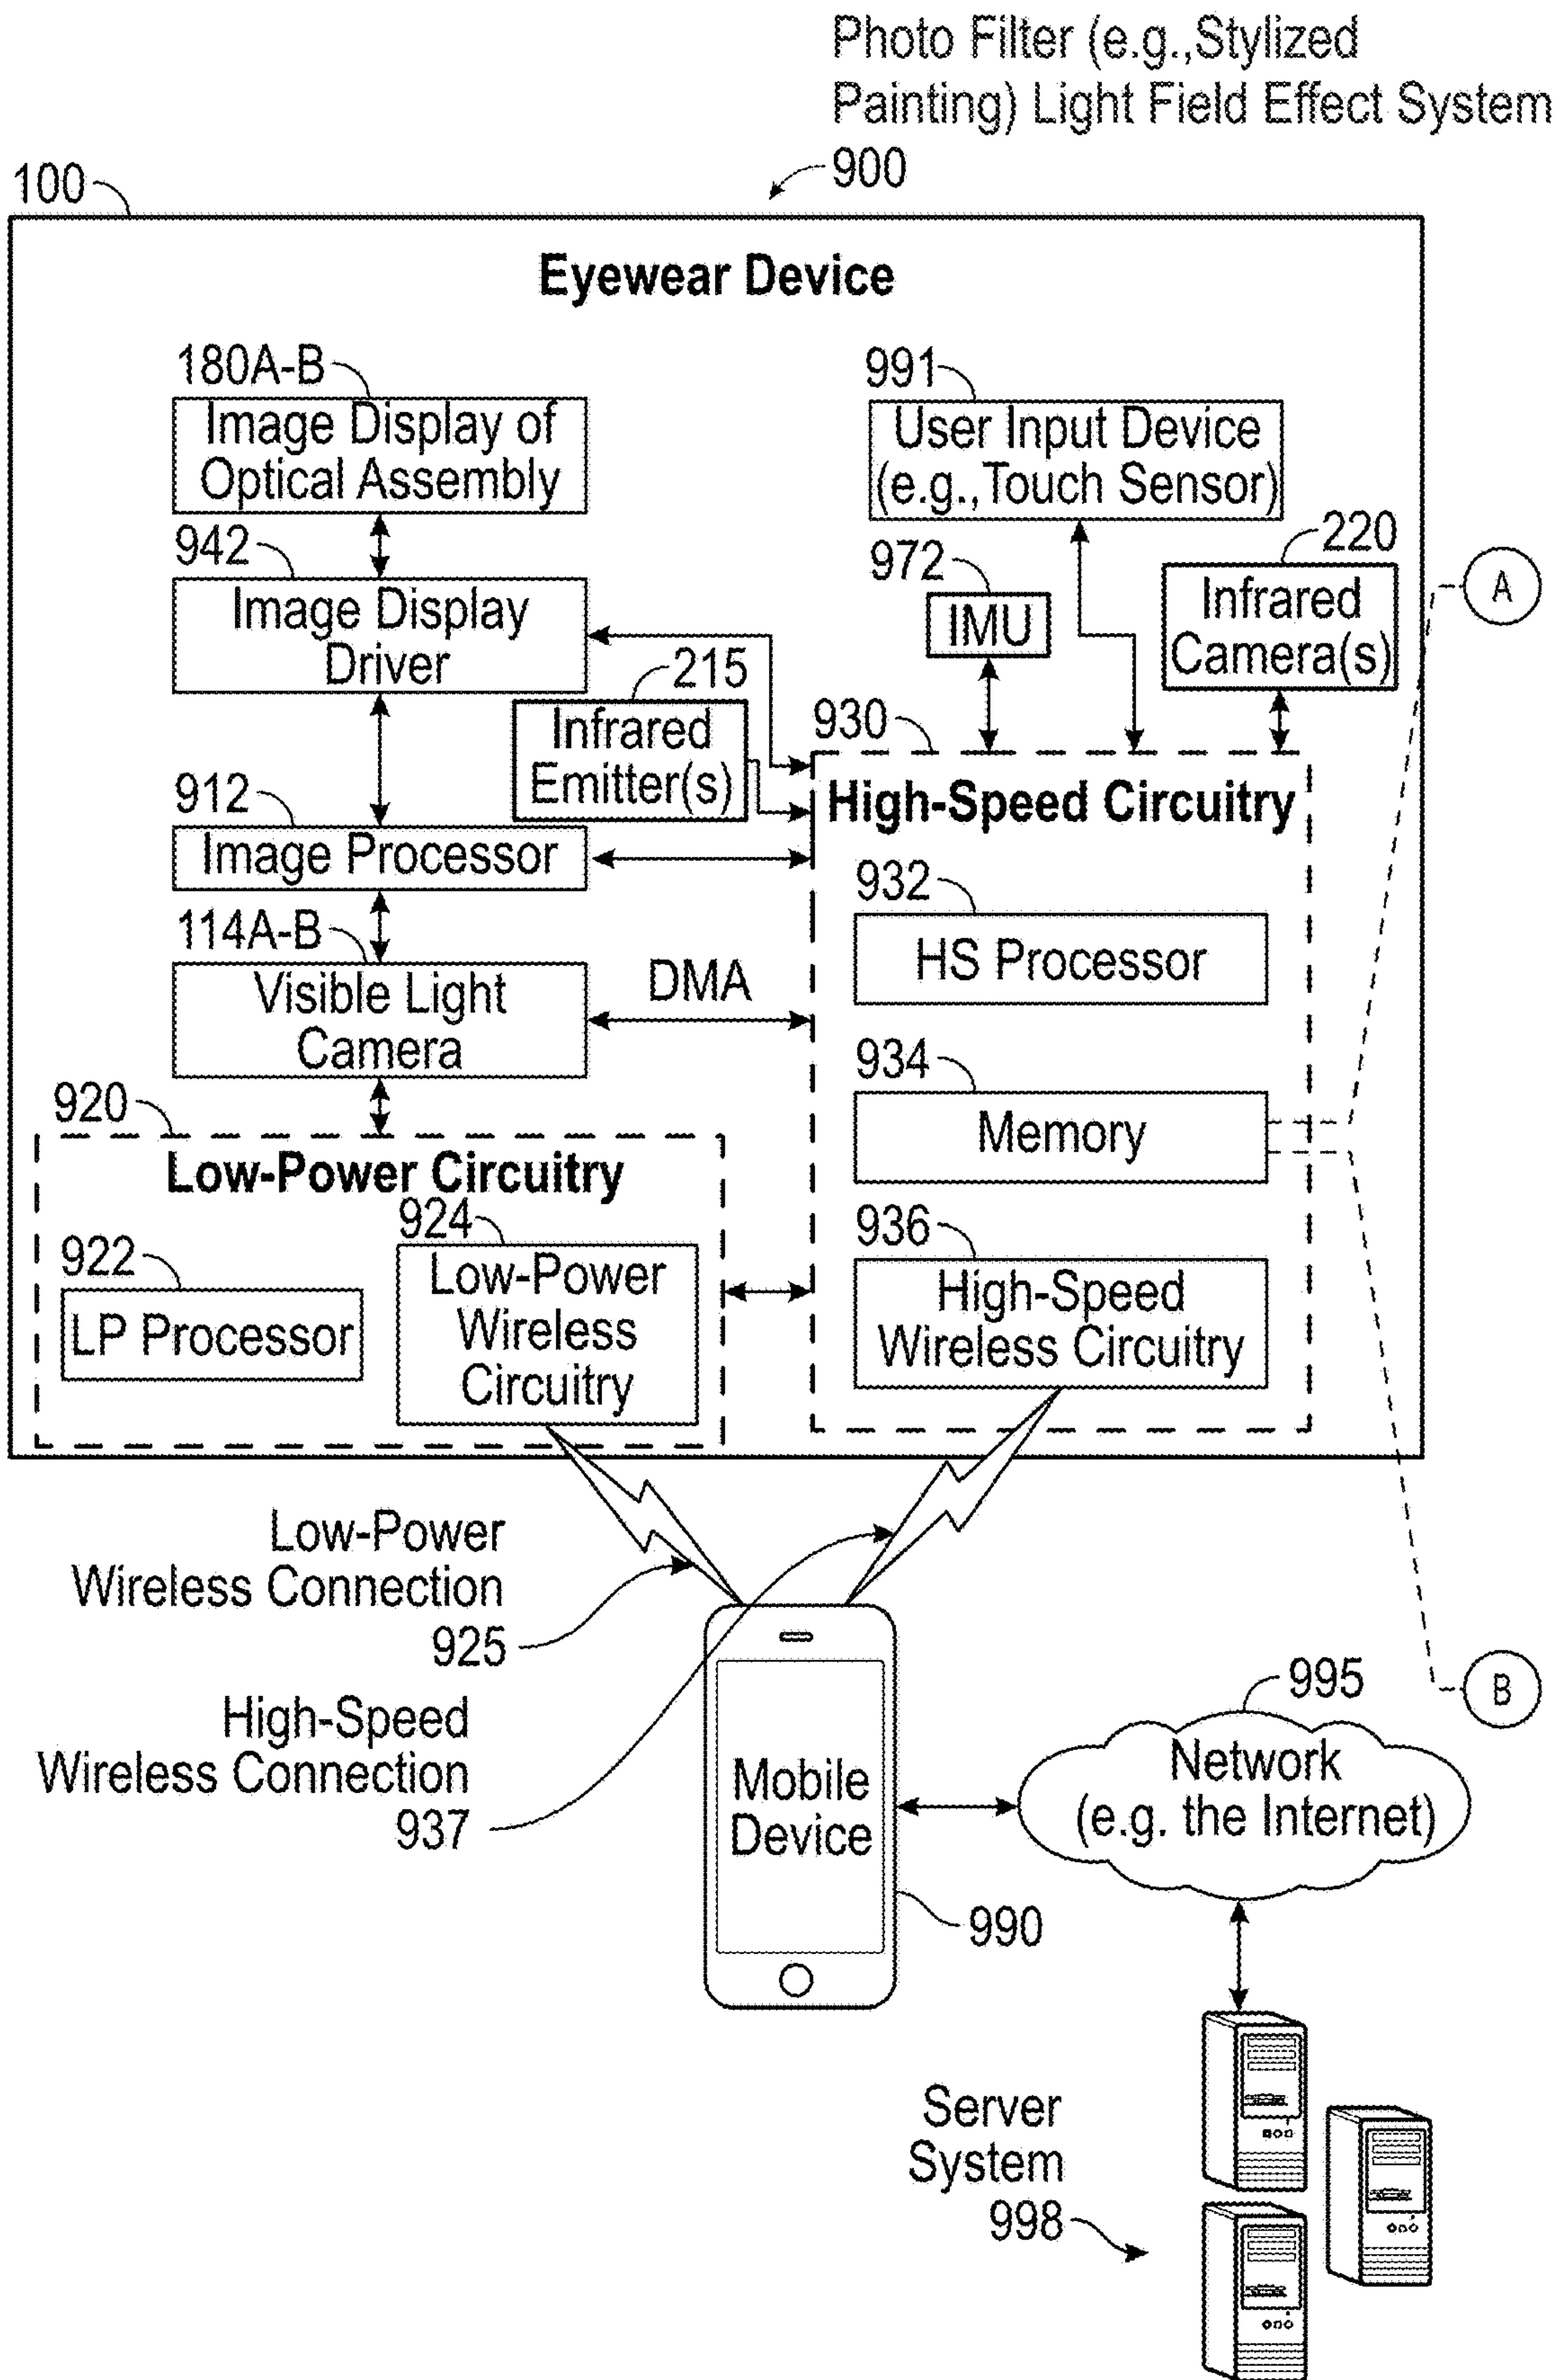 Photo Filter (e.g.,Stylized
Painting) Light Field Effect System
900
100
Eyewear Device
180A-B
Image Display of
Optical Assembly
991
User Input Device
(e.g.,Touch Sensor)
942
Image Display
Driver
972
IMU
220
Infrared
Camera(s)
A
215
Infrared
Emitter(s)
930
High-Speed Circuitry
912
Image Processor
932
HS Processor
114A-B
Visible Light
Camera
DMA
934
Memory
920
Low-Power Circuitry
922
LP Processor
924
Low-Power
Wireless
Circuitry
936
High-Speed
Wireless Circuitry
Low-Power
Wireless Connection
925
High-Speed
Wireless Connection
937
Mobile
Device
990
995
Network
(e.g. the Internet)
B
Server
System
998